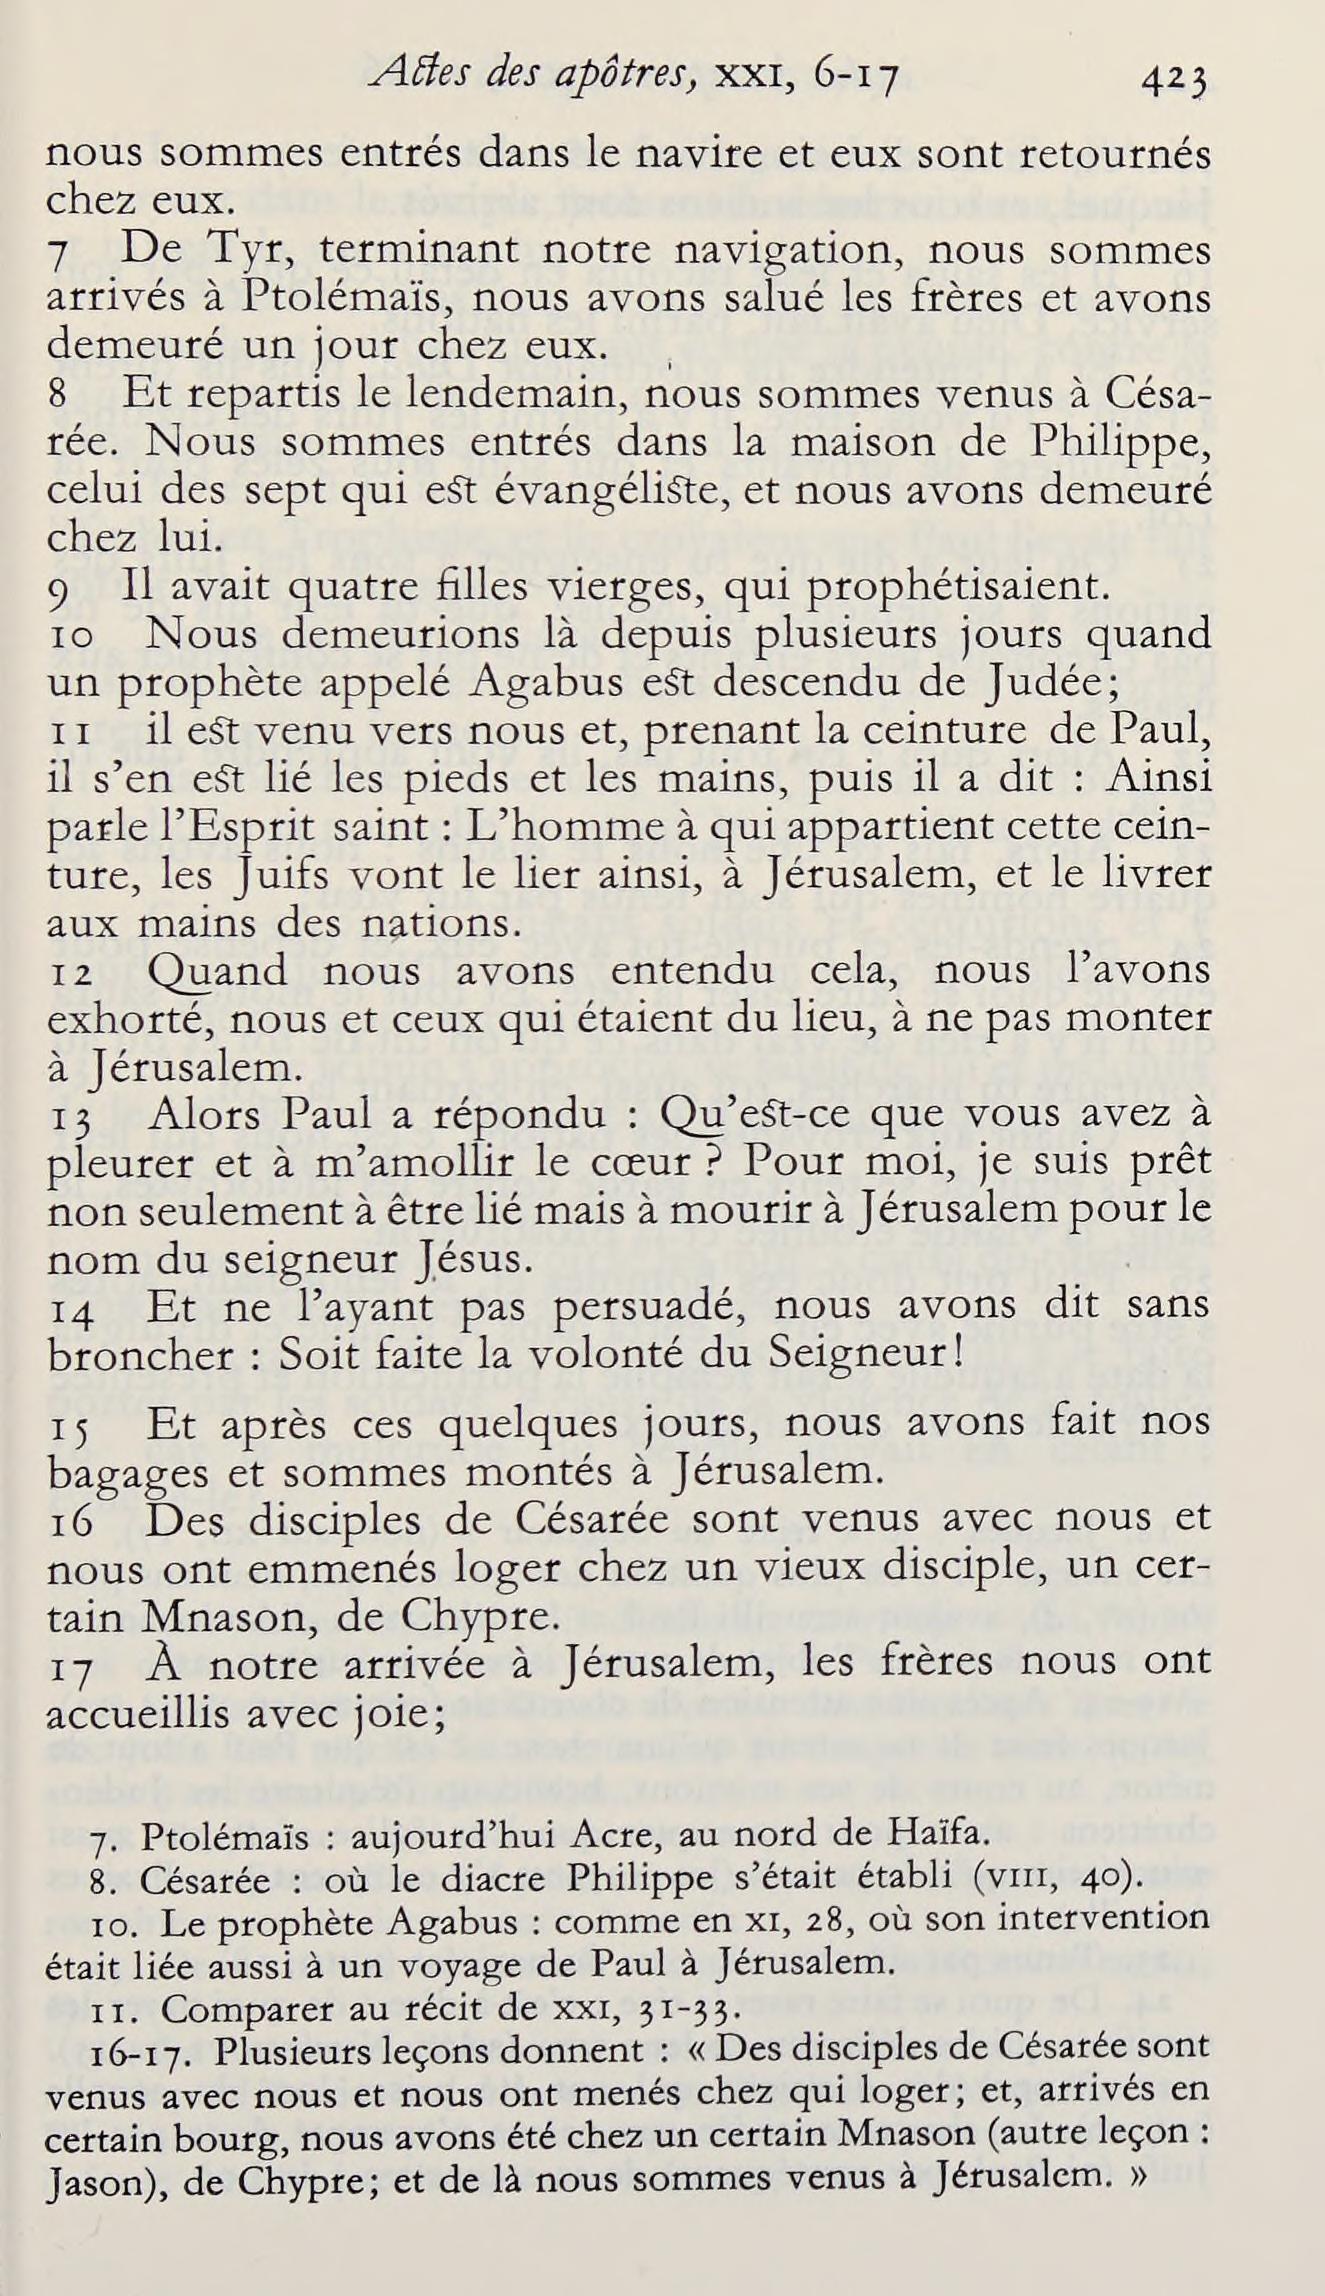 Actes des apôtres, XXI, 6-17 423
nous sommes entrés dans le navire et eux sont retournés
chez eux.
7 De Tyr, terminant notre navigation, nous sommes
arrivés à Ptolémaïs, nous avons salué les frères et avons
demeuré un jour chez eux.
8 Et repartis le lendemain, nous sommes venus à Césa-
rée. Nous sommes entrés dans la maison de Philippe,
celui des sept qui est évangéliste, et nous avons demeuré
chez lui.
9 Il avait quatre filles vierges, qui prophétisaient.
10 Nous demeurions là depuis plusieurs jours quand
un prophète appelé Agabus est descendu de Judée;
11 il est venu vers nous et, prenant la ceinture de Paul,
il s'en est lié les pieds et les mains, puis il a dit : Ainsi
parle l'Esprit saint : L'homme à qui appartient cette cein-
ture, les Juifs vont le lier ainsi, à Jérusalem, et le livrer
aux mains des nations.
12 Quand nous avons entendu cela, nous l'avons
exhorté, nous et ceux qui étaient du lieu, à ne pas monter
à Jérusalem.
13 Alors Paul a répondu : Qu'est-ce que vous avez à
pleurer et à m'amollir le cœur ? Pour moi, je suis prêt
non seulement à être lié mais à mourir à Jérusalem pour le
nom du seigneur Jésus.
14 Et ne l'ayant pas persuadé, nous avons dit sans
broncher : Soit faite la volonté du Seigneur!
15 Et après ces quelques jours, nous avons fait nos
bagages et sommes montés à Jérusalem.
16 Des disciples de Césarée sont venus avec nous et
nous ont emmenés loger chez un vieux disciple, un cer-
tain Mnason, de Chypre.
17 À notre arrivée à Jérusalem, les frères nous ont
accueillis avec joie;
7. Ptolémaïs : aujourd'hui Acre, au nord de Haïfa.
8. Césarée : où le diacre Philippe s'était établi (VIII, 40).
10. Le prophète Agabus : comme en XI, 28, où son intervention
était liée aussi à un voyage de Paul à Jérusalem.
11. Comparer au récit de XXI, 31-33.
16-17. Plusieurs leçons donnent : « Des disciples de Césarée sont
venus avec nous et nous ont menés chez qui loger; et, arrivés en
certain bourg, nous avons été chez un certain Mnason (autre leçon :
Jason), de Chypre; et de là nous sommes venus à Jérusalem. »